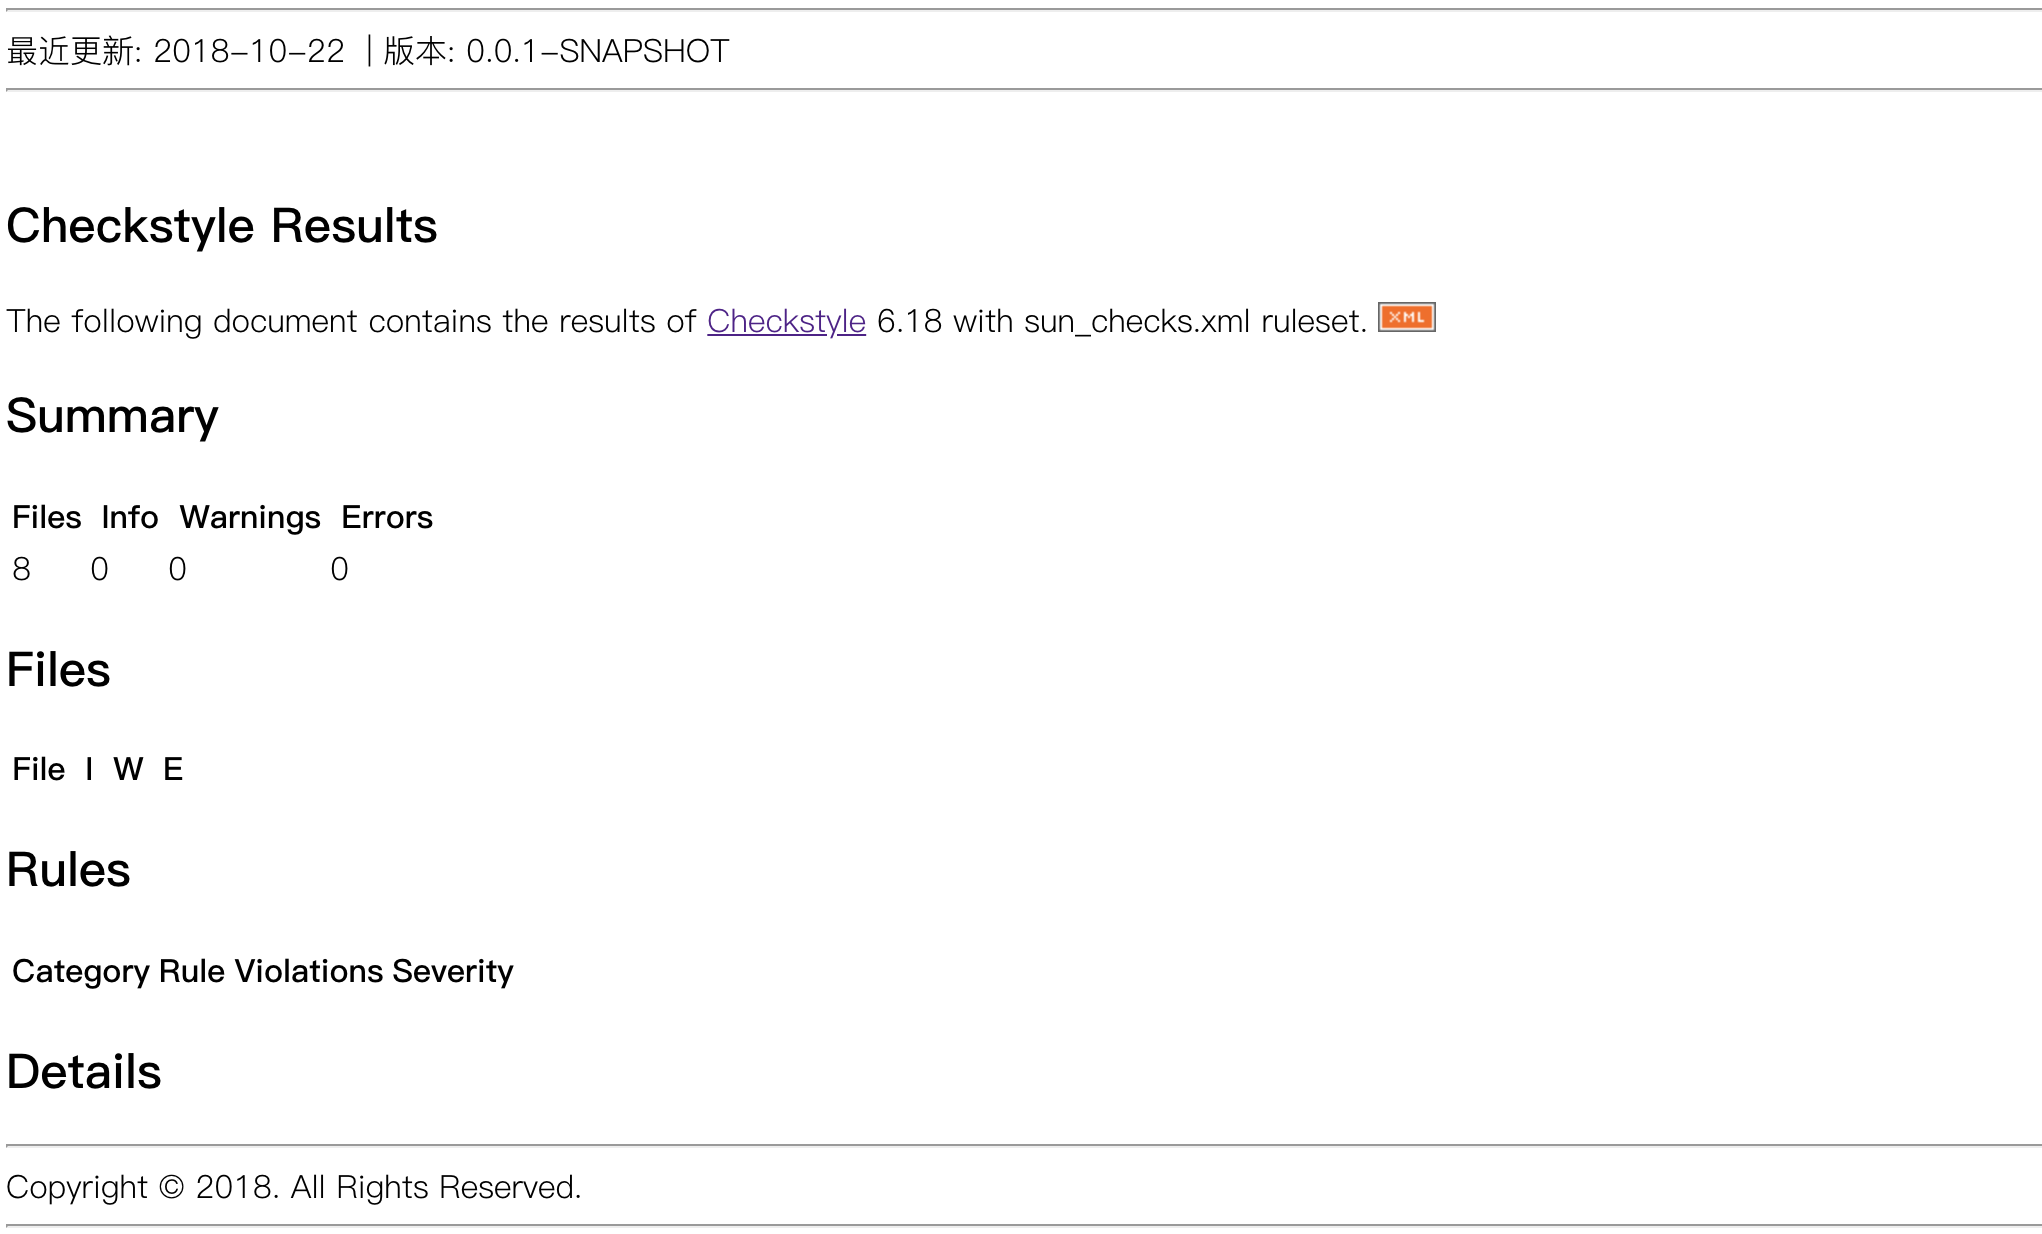 最近更新: 2018-10-22 | 版本: 0.0.1-SNAPSHOT
Checkstyle Results
The following document contains the results of Checkstyle 6.18 with sun_checks.xml ruleset. XML
Summary
Files Info Warnings Errors
8 0 0 0
Files
File I W E
Rules
Category Rule Violations Severity
Details
Copyright © 2018. All Rights Reserved.